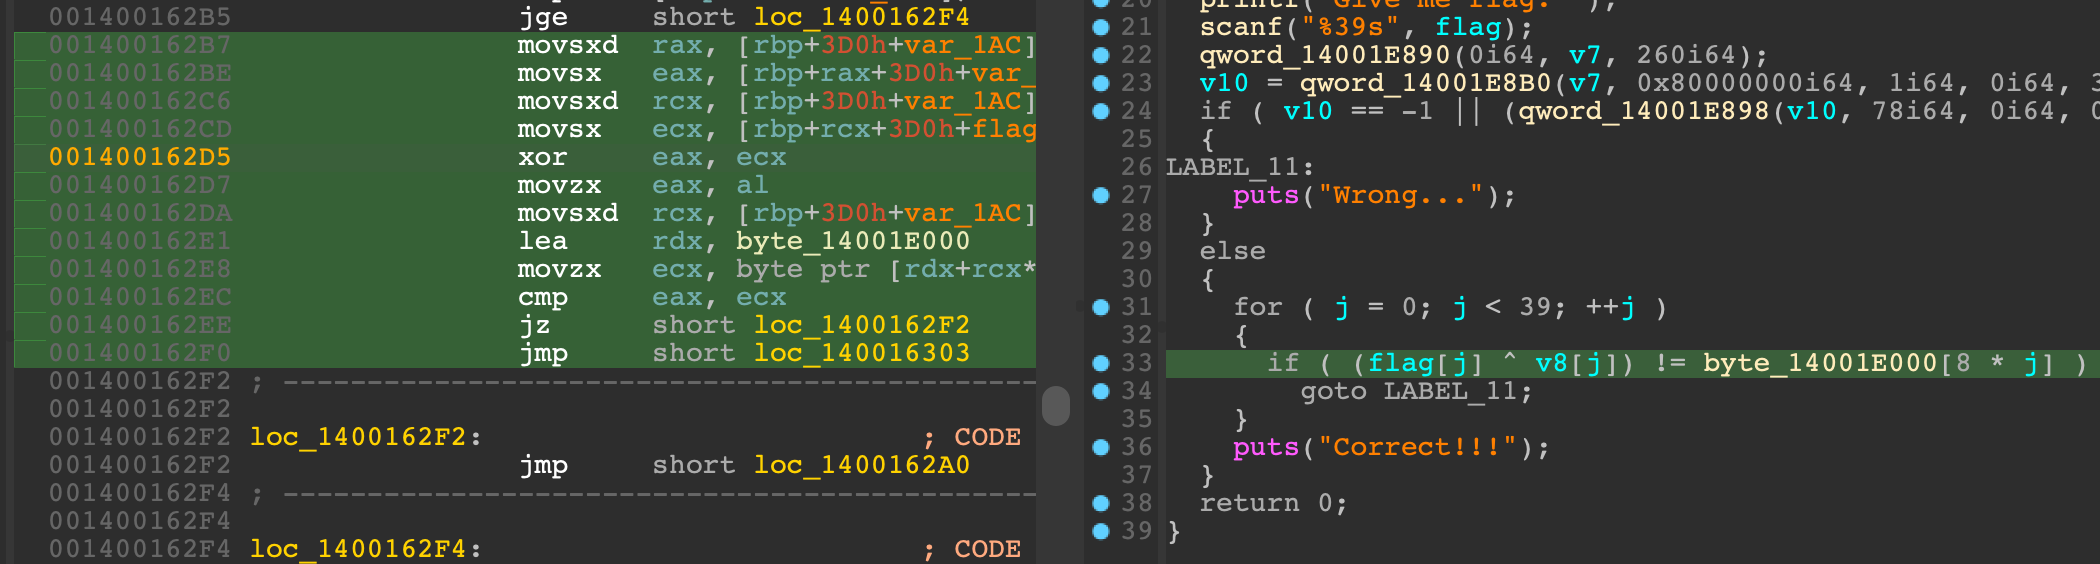 001400162B5 jge short loc_1400162F4
001400162B7 movsxd rax, [rbp+3D0h+var_1AC]
001400162BE movsx eax, [rbp+rax+3D0h+var_
001400162C6 movsxd rcx, [rbp+3D0h+var_1AC]
001400162CD movsx ecx, [rbp+rcx+3D0h+flag
001400162D5 xor eax, ecx
001400162D7 movzx eax, al
001400162DA movsxd rcx, [rbp+3D0h+var_1AC]
001400162E1 lea rdx, byte_14001E000
001400162E8 movzx ecx, byte ptr [rdx+rcx*
001400162EC cmp eax, ecx
001400162EE jz short loc_1400162F2
001400162F0 jmp short loc_140016303
001400162F2 ; ---------------------------------------------
001400162F2
001400162F2 loc_1400162F2: ; CODE
001400162F2 jmp short loc_1400162A0
001400162F4 ; ---------------------------------------------
001400162F4
001400162F4 loc_1400162F4: ; CODE
20 printf("Give me flag: ");
21 scanf("%39s", flag);
22 qword_14001E890(0i64, v7, 260i64);
23 v10 = qword_14001E8B0(v7, 0x80000000i64, 1i64, 0i64, 3
24 if ( v10 == -1 || (qword_14001E898(v10, 78i64, 0i64, 0
25 {
26 LABEL_11:
27 puts("Wrong...");
28 }
29 else
30 {
31 for ( j = 0; j < 39; ++j )
32 {
33 if ( (flag[j] ^ v8[j]) != byte_14001E000[8 * j] )
34 goto LABEL_11;
35 }
36 puts("Correct!!!");
37 }
38 return 0;
39 }